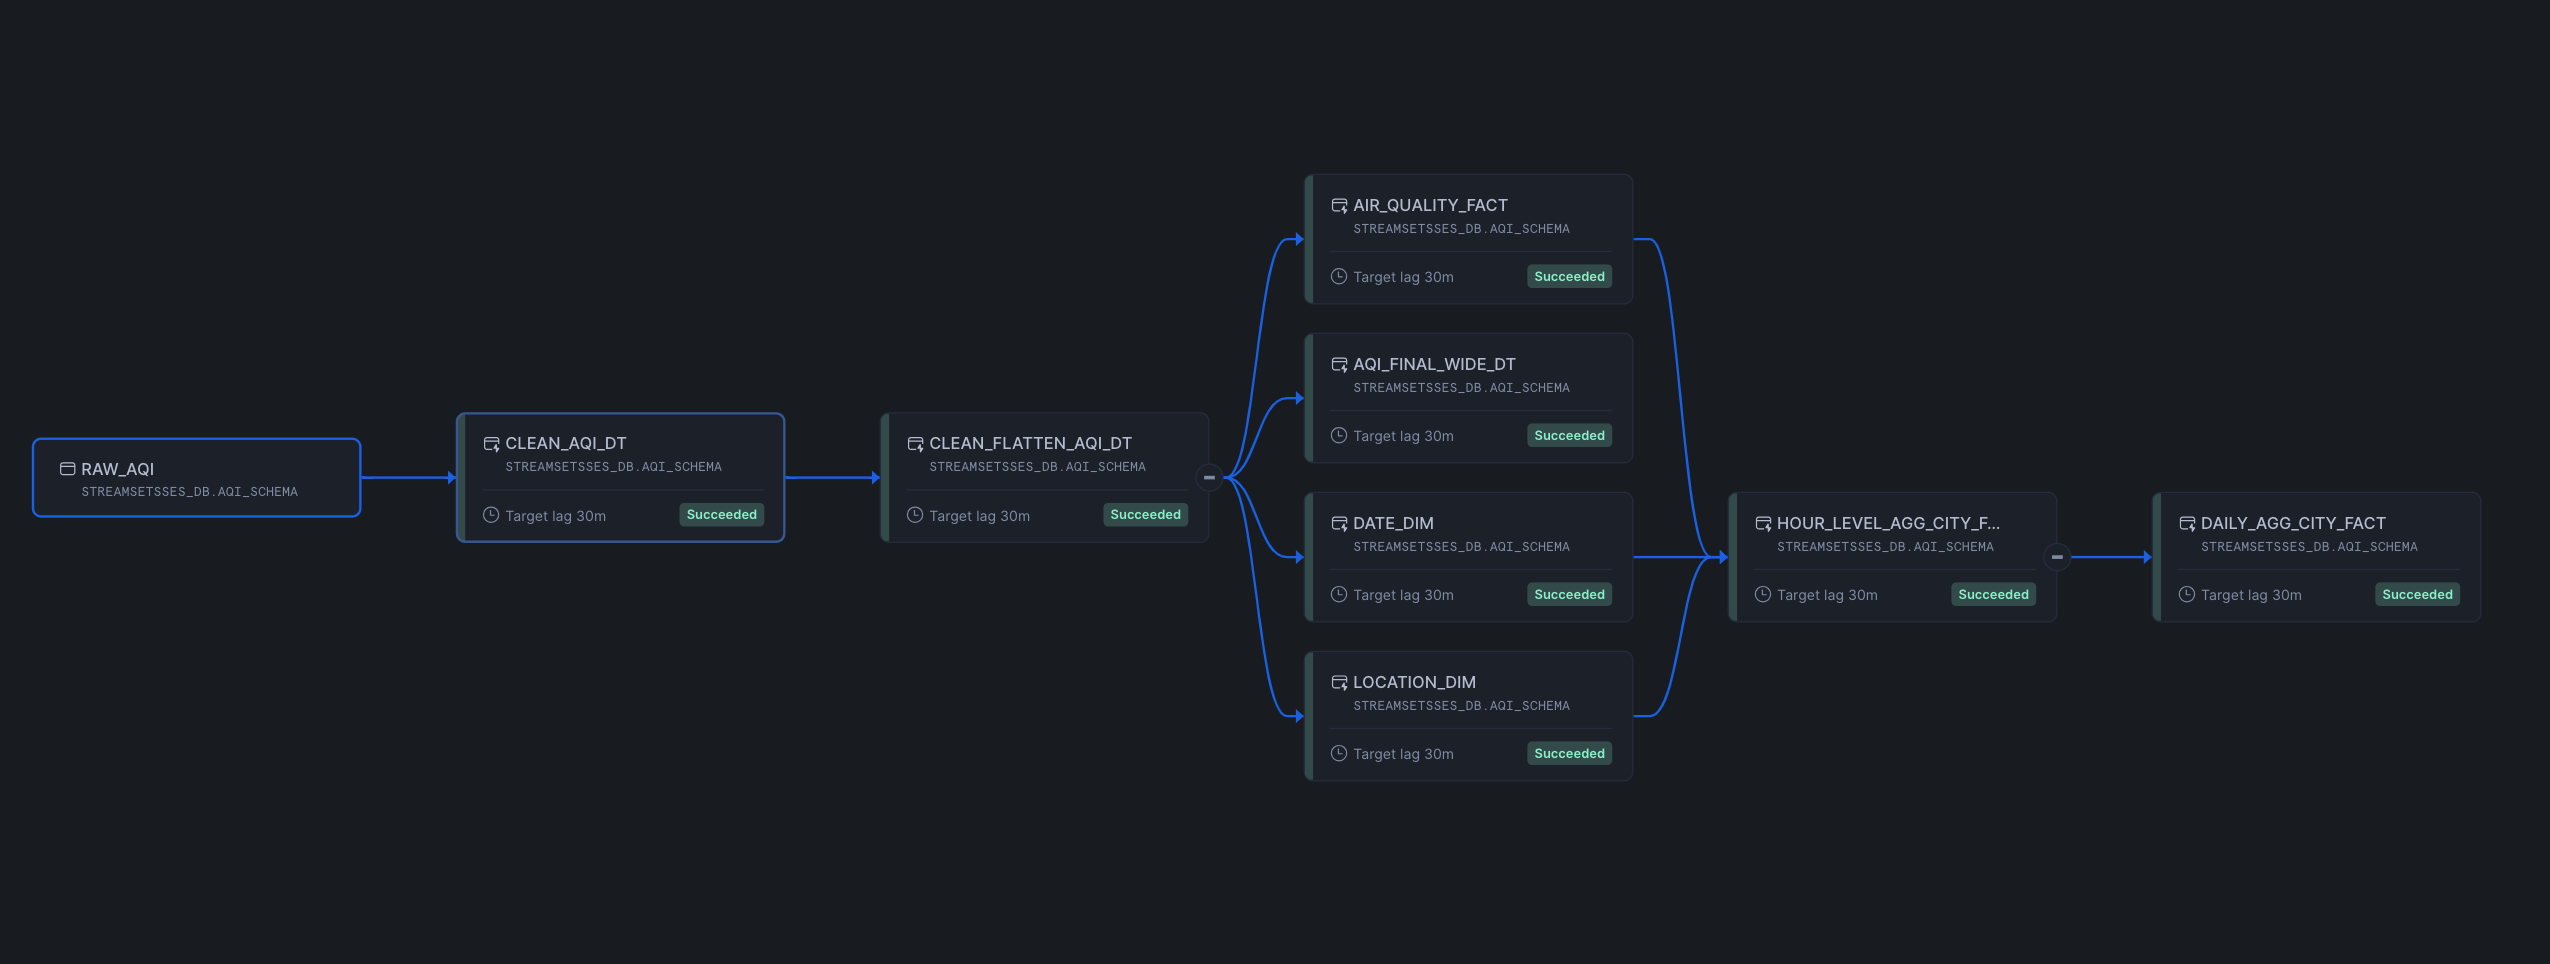 RAW_AQI
STREAMSETSSES_DB.AQI_SCHEMA
CLEAN_AQI_DT
STREAMSETSSES_DB.AQI_SCHEMA
Target lag 30m
Succeeded
CLEAN_FLATTEN_AQI_DT
STREAMSETSSES_DB.AQI_SCHEMA
Target lag 30m
Succeeded
AIR_QUALITY_FACT
STREAMSETSSES_DB.AQI_SCHEMA
Target lag 30m
Succeeded
AQI_FINAL_WIDE_DT
STREAMSETSSES_DB.AQI_SCHEMA
Target lag 30m
Succeeded
DATE_DIM
STREAMSETSSES_DB.AQI_SCHEMA
Target lag 30m
Succeeded
LOCATION_DIM
STREAMSETSSES_DB.AQI_SCHEMA
Target lag 30m
Succeeded
HOUR_LEVEL_AGG_CITY_F...
STREAMSETSSES_DB.AQI_SCHEMA
Target lag 30m
Succeeded
DAILY_AGG_CITY_FACT
STREAMSETSSES_DB.AQI_SCHEMA
Target lag 30m
Succeeded